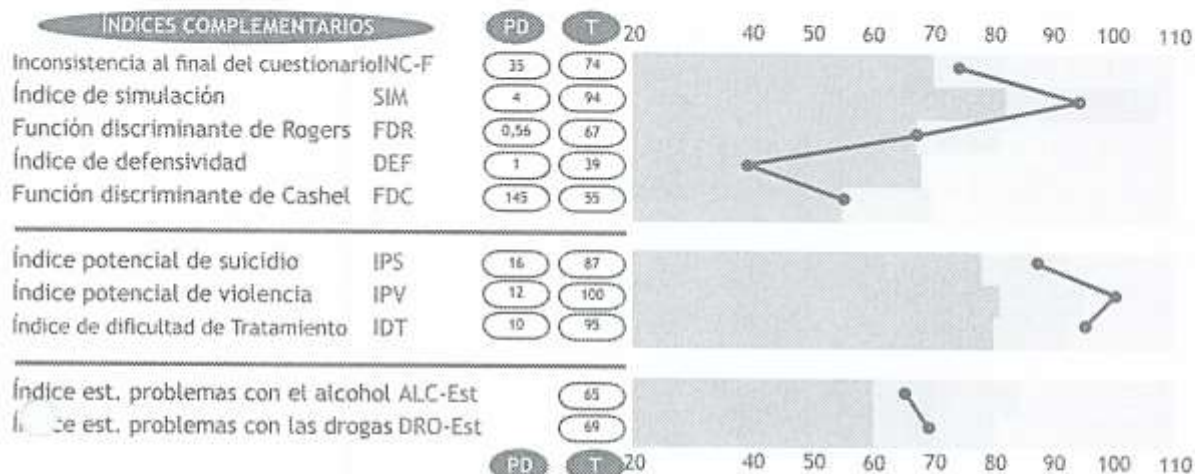 ÍNDICES COMPLEMENTARIOS PD T 20 40 50 60 70 80 90 100 110
Inconsistencia al final del cuestionarioINC-F 35 74
Índice de simulación SIM 4 94
Función discriminante de Rogers FDR 0,56 67
Índice de defensividad DEF 1 39
Función discriminante de Cashel FDC 145 55
Índice potencial de suicidio IPS 16 87
Índice potencial de violencia IPV 12 100
Índice de dificultad de Tratamiento IDT 10 95
Índice est. problemas con el alcohol ALC-Est 65
est. problemas con las drogas DRO-Est 69
PD T 20 40 50 60 70 80 90 100 110